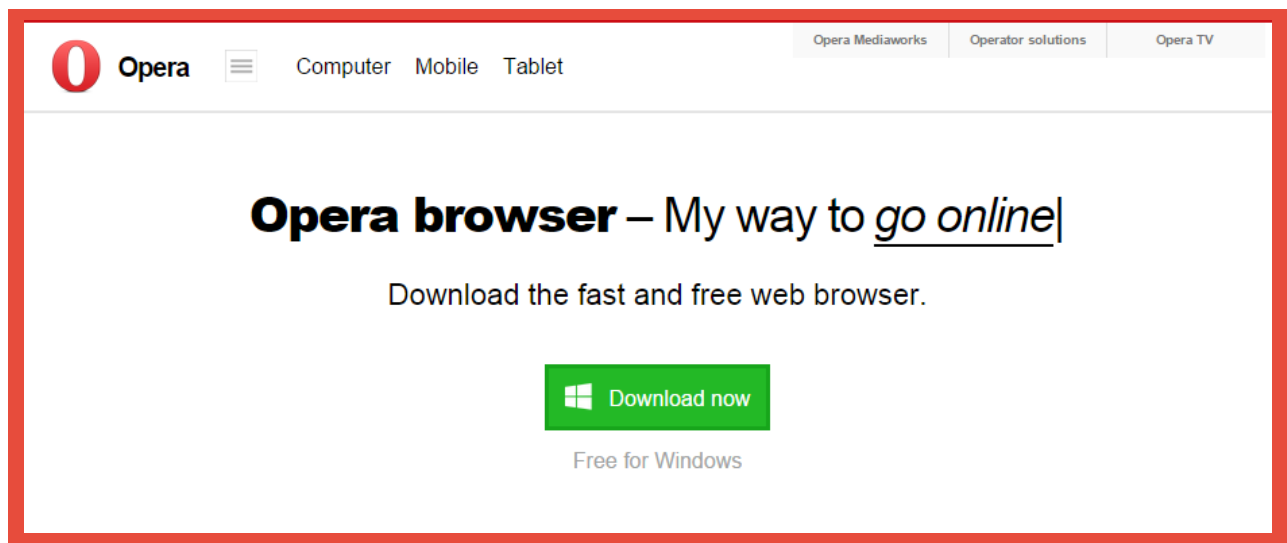 Opera Mediaworks Operator solutions Opera TV
Opera Computer Mobile Tablet
Opera browser – My way to go online|
Download the fast and free web browser.
Download now
Free for Windows